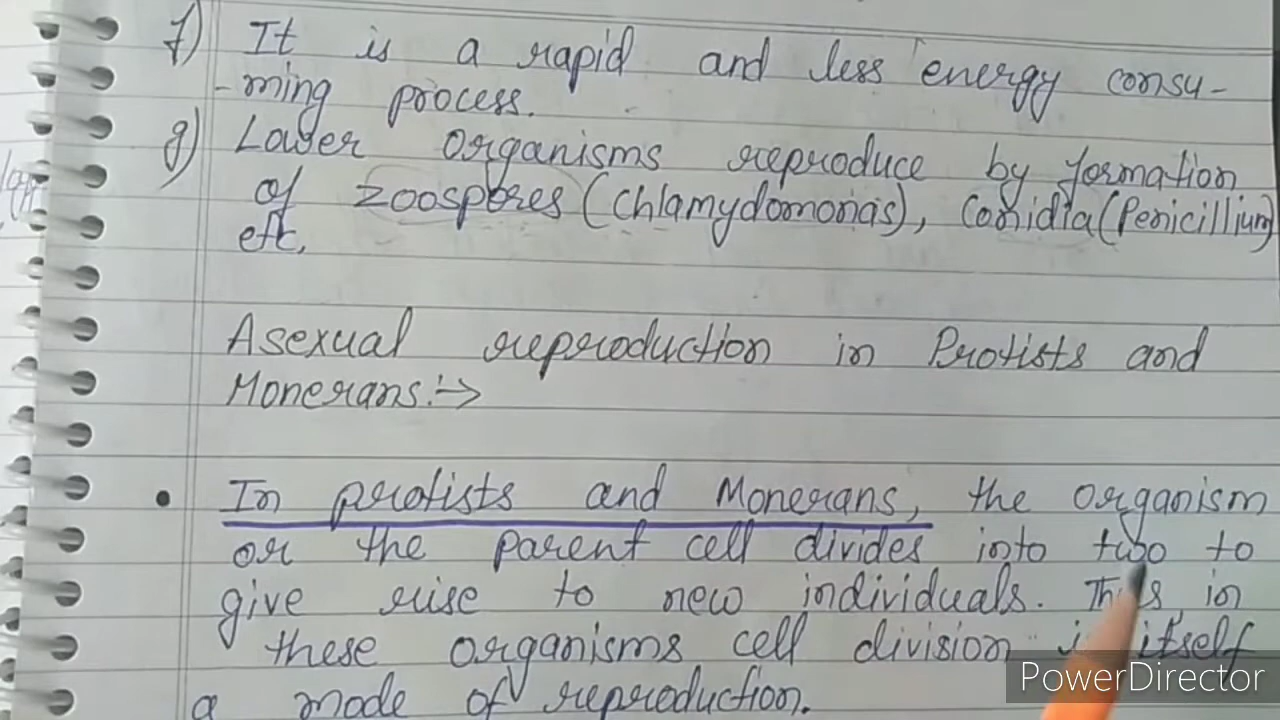 f) It is a rapid and less energy consu-
-ming process.
g) Lower organisms reproduce by formation
of zoospores (Chlamydomonas), Conidia (Penicillium)
etc.
Asexual reproduction in Protists and
Monerans:->
• In protists and Monerans, the organism
or the parent cell divides into two to
give rise to new individuals. Thus in
these organisms cell division is itself
a mode of reproduction.
PowerDirector